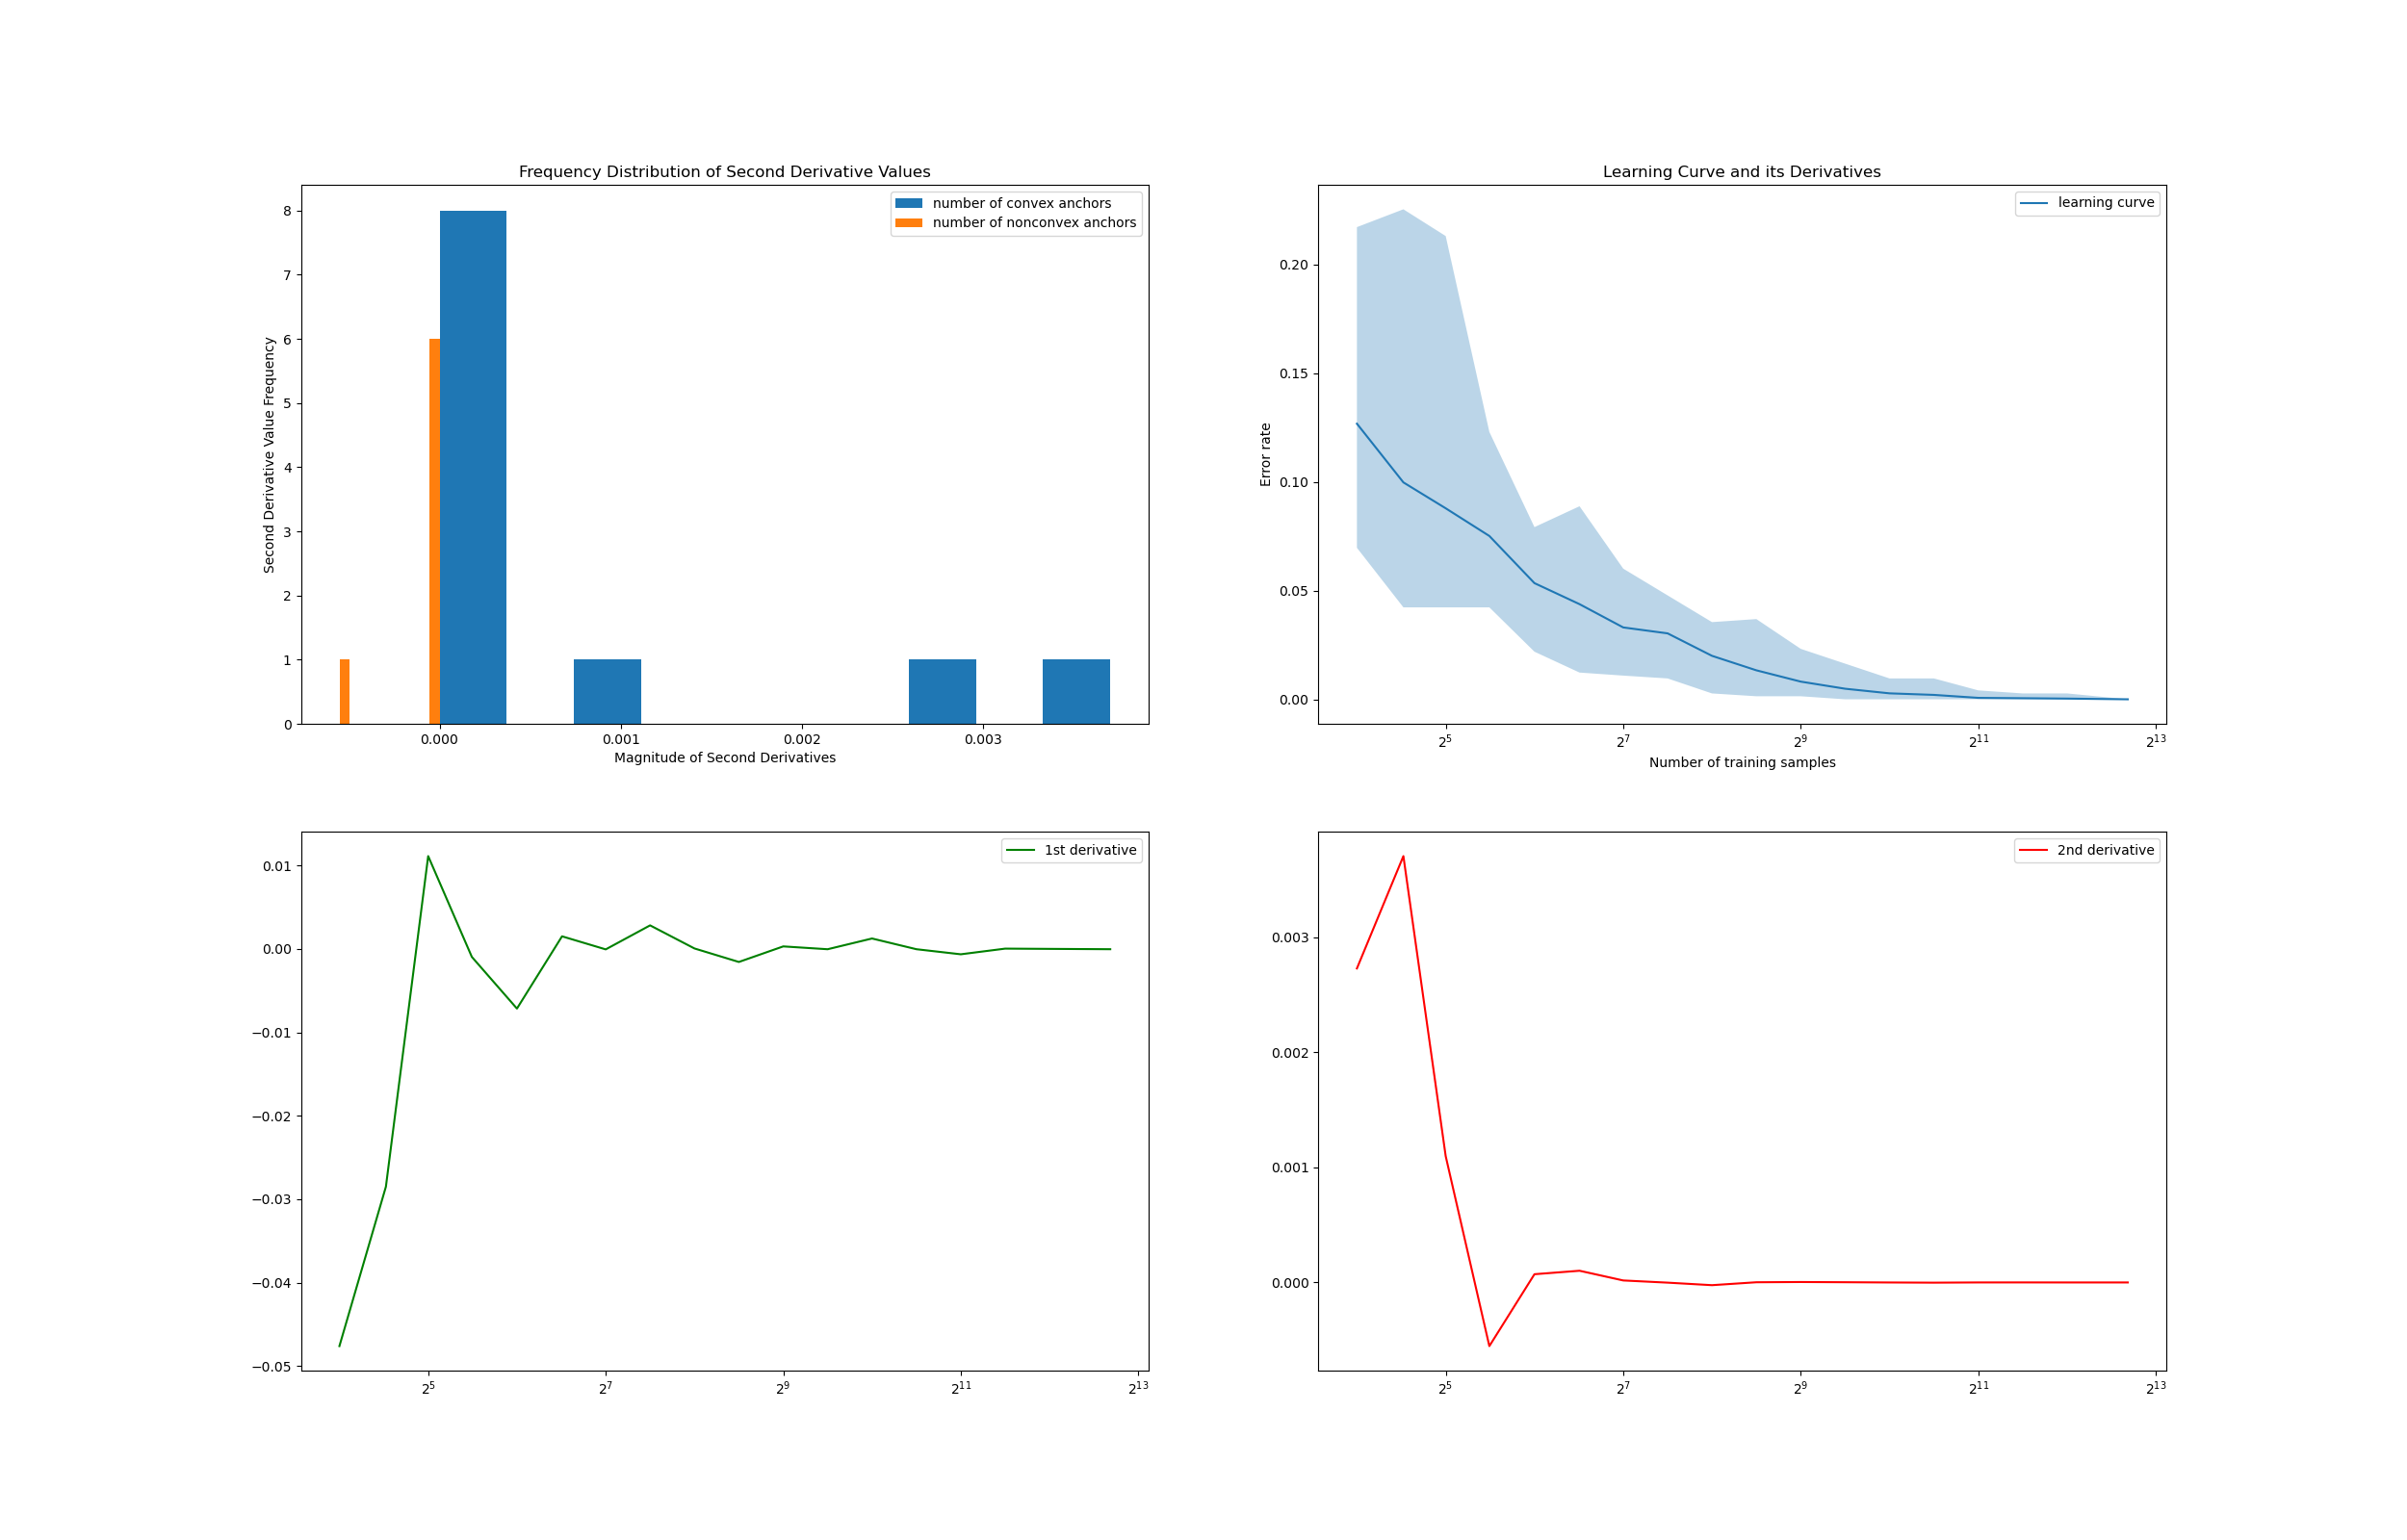 Frequency Distribution of Second Derivative Values
number of convex anchors
number of nonconvex anchors
8
7
6
5
4
3
2
1
0
Second Derivative Value Frequency
0.000 0.001 0.002 0.003
Magnitude of Second Derivatives
Learning Curve and its Derivatives
learning curve
0.20
0.15
0.10
0.05
0.00
Error rate
2^5 2^7 2^9 2^11 2^13
Number of training samples
1st derivative
0.01
0.00
−0.01
−0.02
−0.03
−0.04
−0.05
2^5 2^7 2^9 2^11 2^13
2nd derivative
0.003
0.002
0.001
0.000
2^5 2^7 2^9 2^11 2^13